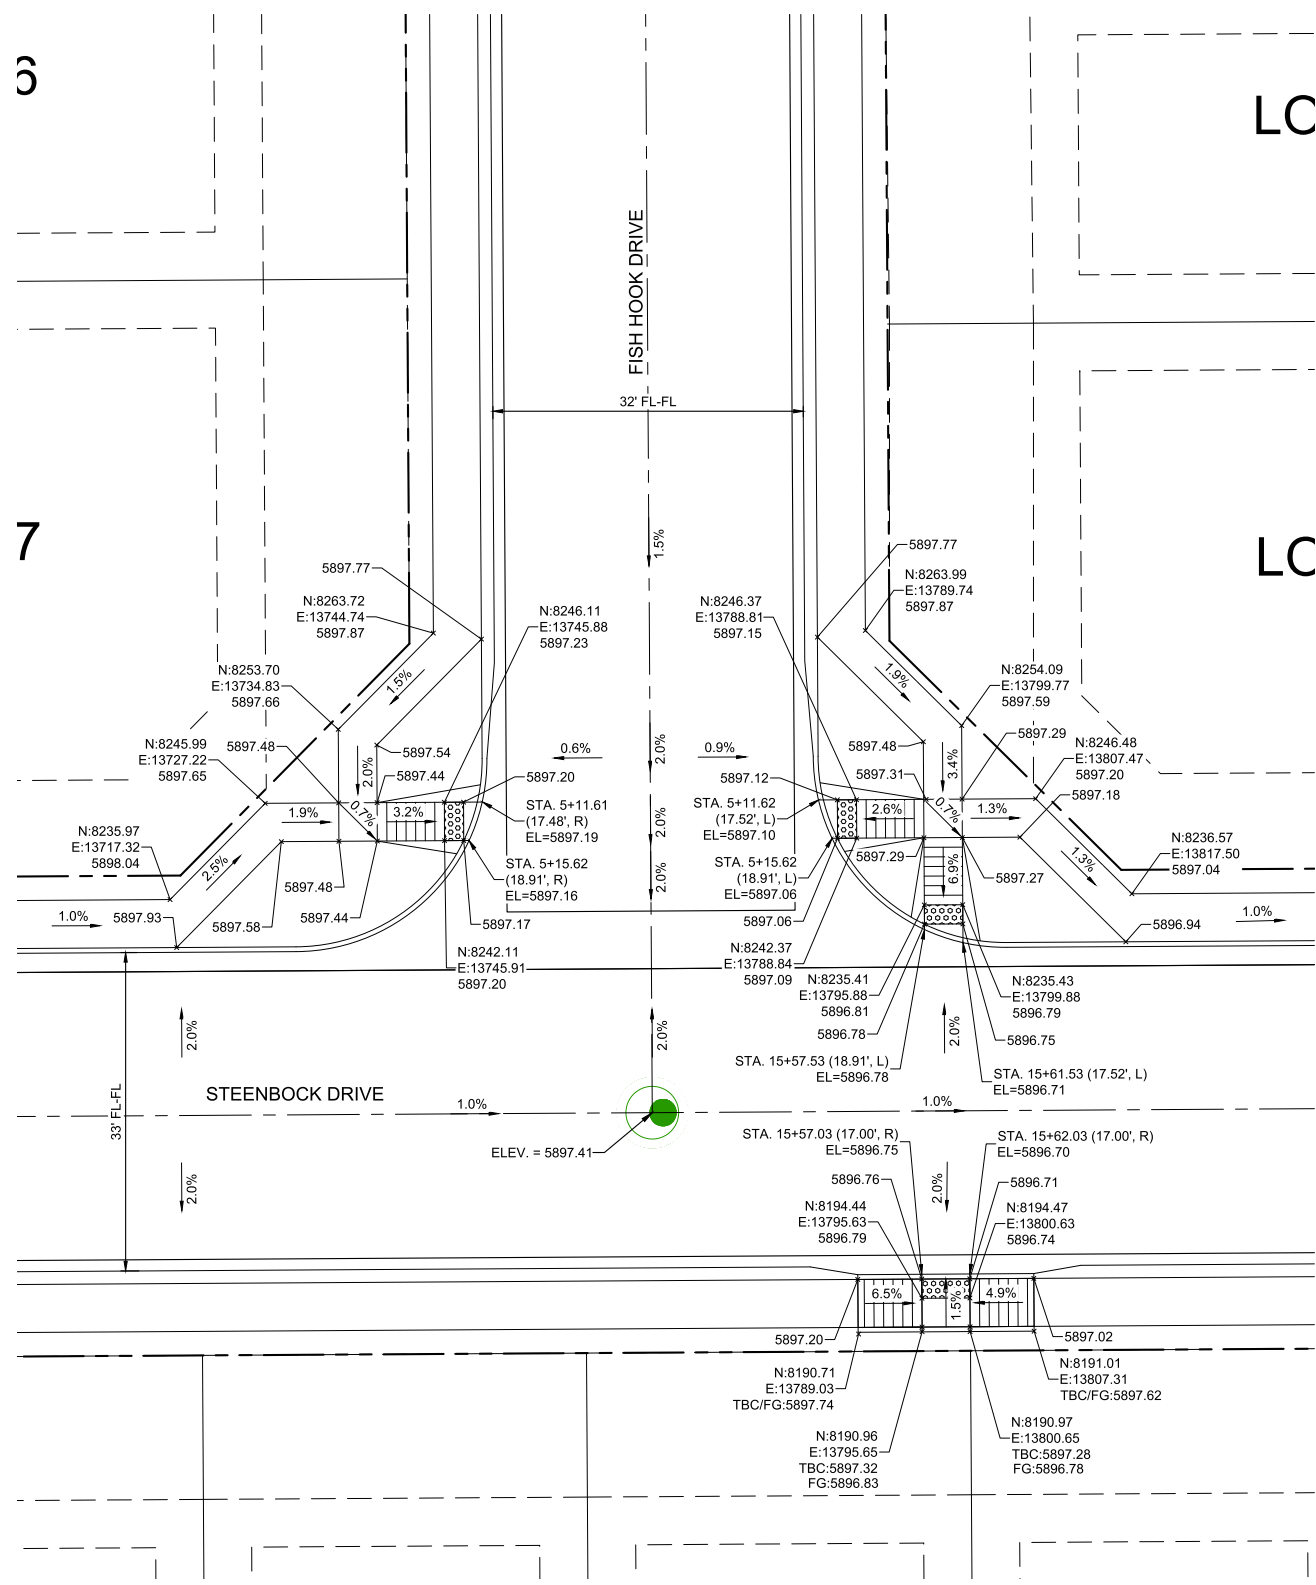 6
LO
FISH HOOK DRIVE
32' FL-FL
7
LO
1.5%
5897.77
N:8263.72
E:13744.74
5897.87
N:8246.11
E:13745.88
5897.23
N:8246.37
E:13788.81
5897.15
5897.77
N:8263.99
E:13789.74
5897.87
N:8253.70
E:13734.83
5897.66
1.5%
1.9%
N:8254.09
E:13799.77
5897.59
N:8245.99
E:13727.22
5897.65
5897.48
5897.54
5897.44
2.0%
0.6%
2.0%
0.9%
5897.48
3.4%
5897.29
N:8246.48
E:13807.47
5897.20
5897.20
5897.12
5897.31
5897.18
1.9%
0.7%
3.2%
STA. 5+11.61
(17.48', R)
EL=5897.19
2.0%
STA. 5+11.62
(17.52', L)
EL=5897.10
2.6%
0.7%
1.3%
N:8235.97
E:13717.32
5898.04
2.5%
STA. 5+15.62
(18.91', R)
EL=5897.16
2.0%
STA. 5+15.62
(18.91', L)
EL=5897.06
5897.29
6.9%
5897.27
1.3%
N:8236.57
E:13817.50
5897.04
5897.48
1.0%
5897.93
5897.58
5897.44
5897.17
5897.06
5896.94
1.0%
N:8242.11
E:13745.91
5897.20
N:8242.37
E:13788.84
5897.09
N:8235.41
E:13795.88
5896.81
N:8235.43
E:13799.88
5896.79
2.0%
2.0%
5896.78
2.0%
5896.75
STA. 15+57.53 (18.91', L)
EL=5896.78
STA. 15+61.53 (17.52', L)
EL=5896.71
STEENBOCK DRIVE
33' FL-FL
1.0%
1.0%
ELEV. = 5897.41
STA. 15+57.03 (17.00', R)
EL=5896.75
STA. 15+62.03 (17.00', R)
EL=5896.70
2.0%
5896.76
2.0%
5896.71
N:8194.44
E:13795.63
5896.79
N:8194.47
E:13800.63
5896.74
6.5%
1.5%
4.9%
5897.20
5897.02
N:8190.71
E:13789.03
TBC/FG:5897.74
N:8191.01
E:13807.31
TBC/FG:5897.62
N:8190.96
E:13795.65
TBC:5897.32
FG:5896.83
N:8190.97
E:13800.65
TBC:5897.28
FG:5896.78